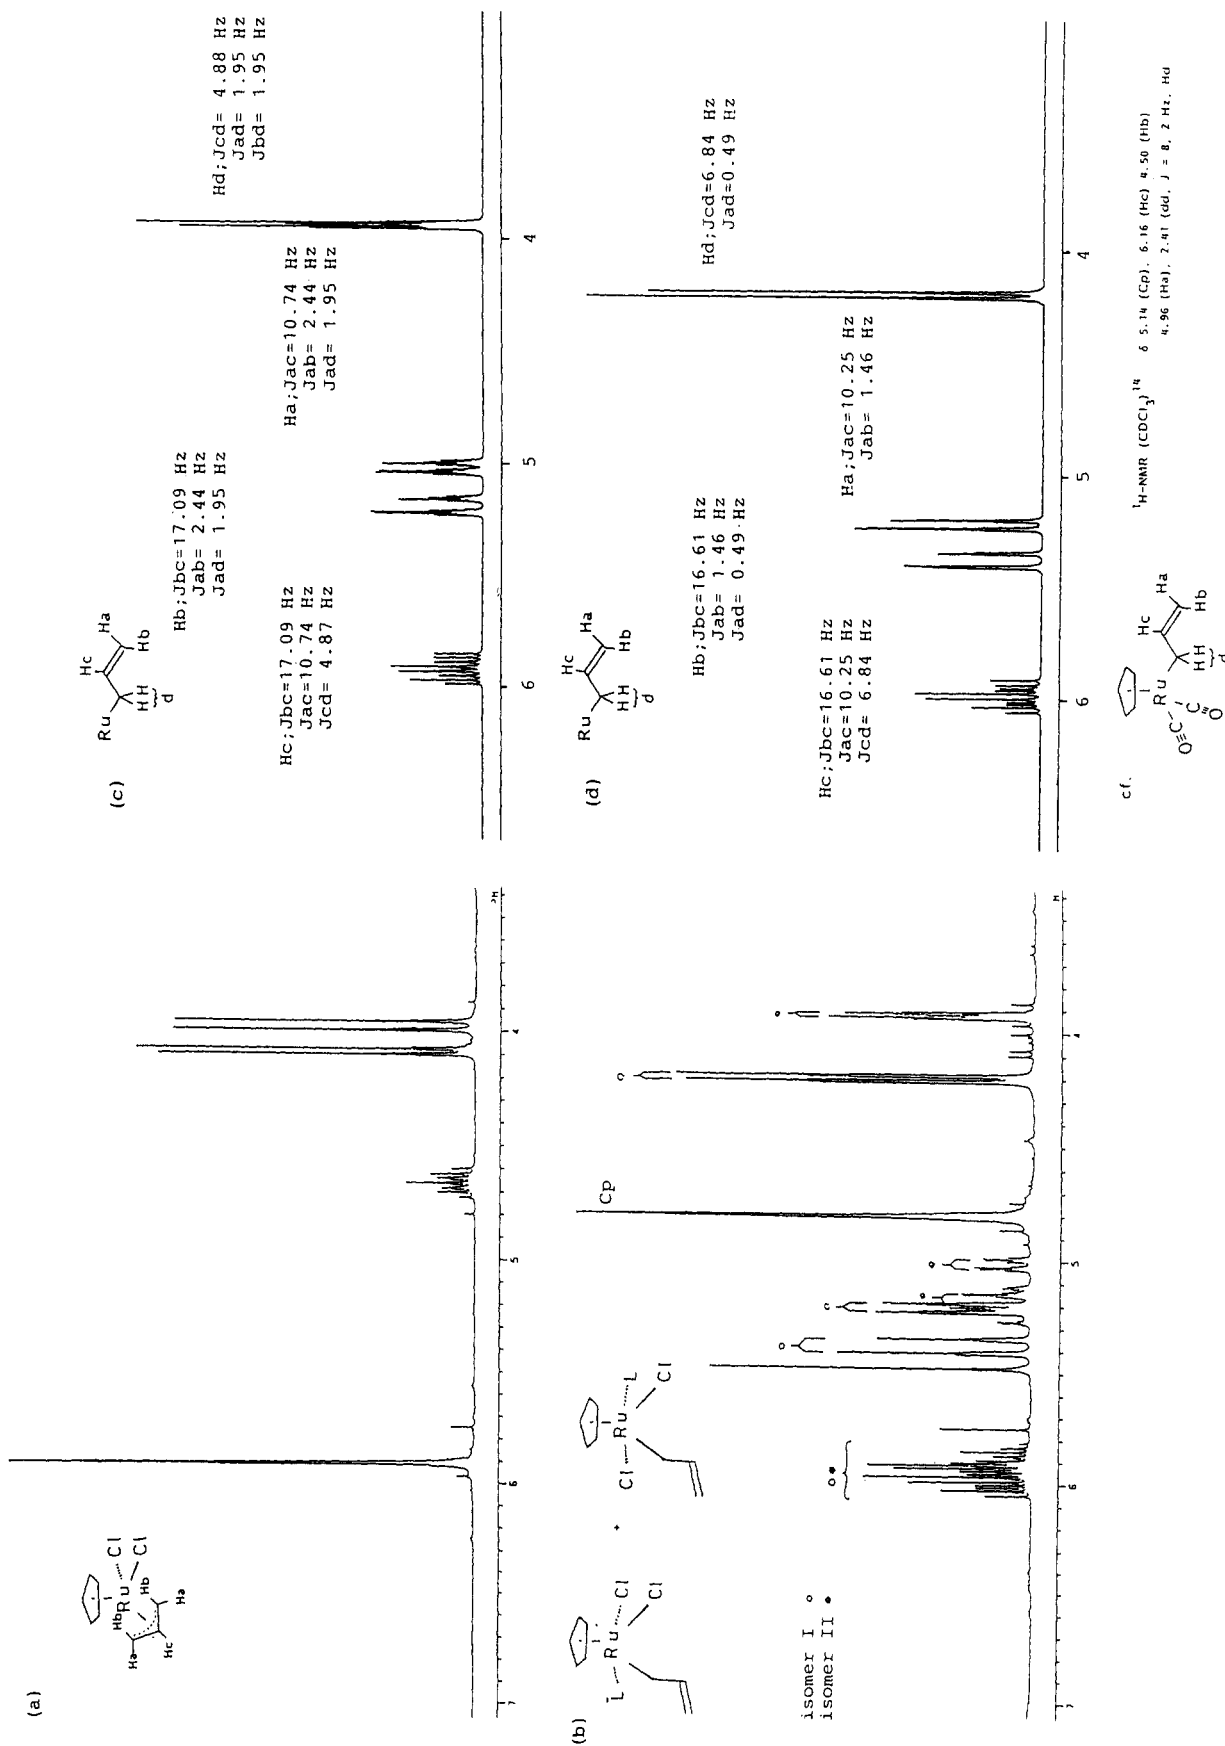 (a)
Ru
Cl
Cl
Hb
Hb
Ha
Ha
Hc
7
6
5
4
(b)
L
Ru
Cl
Cl
+
Cl
Ru
L
Cl
isomer I ○
isomer II ●
Cp
7
6
5
4
(c)
Ru
Hc
Ha
Hb
HH
d
Hb;Jbc=17.09 Hz
Jab= 2.44 Hz
Jad= 1.95 Hz
Hc;Jbc=17.09 Hz
Jac=10.74 Hz
Jcd= 4.87 Hz
Ha;Jac=10.74 Hz
Jab= 2.44 Hz
Jad= 1.95 Hz
Hd;Jcd= 4.88 Hz
Jad= 1.95 Hz
Jbd= 1.95 Hz
6
5
4
(d)
Ru
Hc
Ha
Hb
HH
d
Hb;Jbc=16.61 Hz
Jab= 1.46 Hz
Jad= 0.49 Hz
Hc;Jbc=16.61 Hz
Jac=10.25 Hz
Jcd= 6.84 Hz
Ha;Jac=10.25 Hz
Jab= 1.46 Hz
Hd;Jcd=6.84 Hz
Jad=0.49 Hz
6
5
4
cf.
Ru
O≡C
C≡O
Hc
Ha
Hb
HH
d
¹H-NMR (CDCl₃)¹⁴ δ 5.14 (Cp), 6.16 (Hc) 4.50 (Hb)
4.96 (Ha), 2.41 (dd, J = 8, 2 Hz, Hd